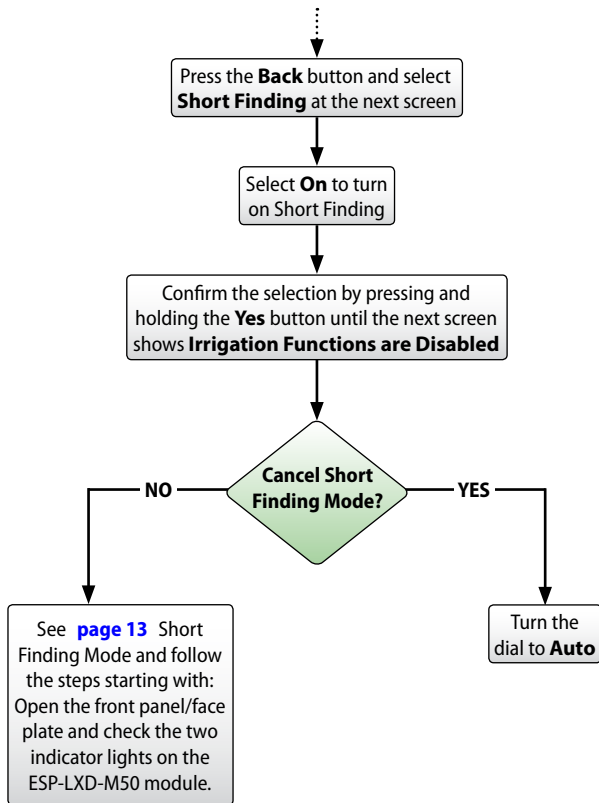 Press the Back button and select
Short Finding at the next screen
Select On to turn
on Short Finding
Confirm the selection by pressing and
holding the Yes button until the next screen
shows Irrigation Functions are Disabled
Cancel Short
Finding Mode?
NO
YES
See page 13 Short
Finding Mode and follow
the steps starting with:
Open the front panel/face
plate and check the two
indicator lights on the
ESP-LXD-M50 module.
Turn the
dial to Auto